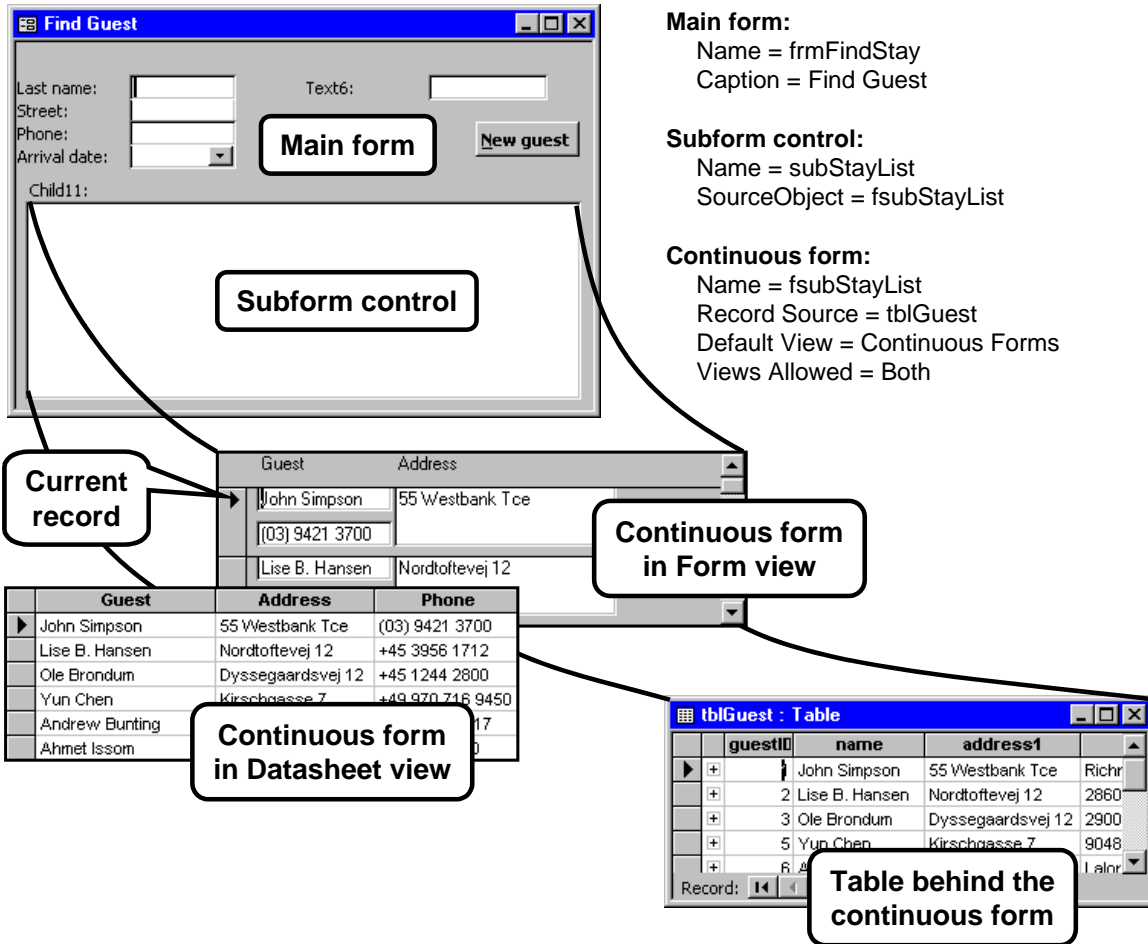 Find Guest
Last name:
Text6:
Street:
Phone:
New guest
Arrival date:
Main form
Child11:
Subform control
Main form:
Name = frmFindStay
Caption = Find Guest
Subform control:
Name = subStayList
SourceObject = fsubStayList
Continuous form:
Name = fsubStayList
Record Source = tblGuest
Default View = Continuous Forms
Views Allowed = Both
Current
record
Guest Address
John Simpson 55 Westbank Tce
(03) 9421 3700
Lise B. Hansen Nordtoftevej 12
Continuous form
in Form view
Guest Address Phone
John Simpson 55 Westbank Tce (03) 9421 3700
Lise B. Hansen Nordtoftevej 12 +45 3956 1712
Ole Brondum Dyssegaardsvej 12 +45 1244 2800
Yun Chen Kirschgasse 7 +49 970 716 9450
Andrew Bunting 17
Ahmet Issom
Continuous form
in Datasheet view
tblGuest : Table
guestID name address1
John Simpson 55 Westbank Tce Richr
2 Lise B. Hansen Nordtoftevej 12 2860
3 Ole Brondum Dyssegaardsvej 12 2900
5 Yun Chen Kirschgasse 7 9048
6 A Lalor
Record:
Table behind the
continuous form